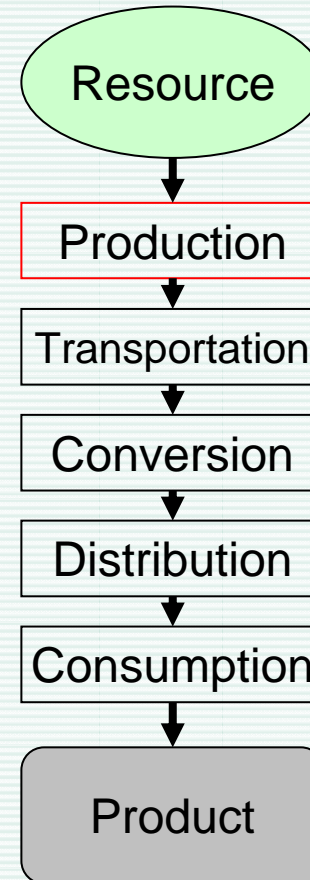 Resource
Production
Transportation
Conversion
Distribution
Consumption
Product